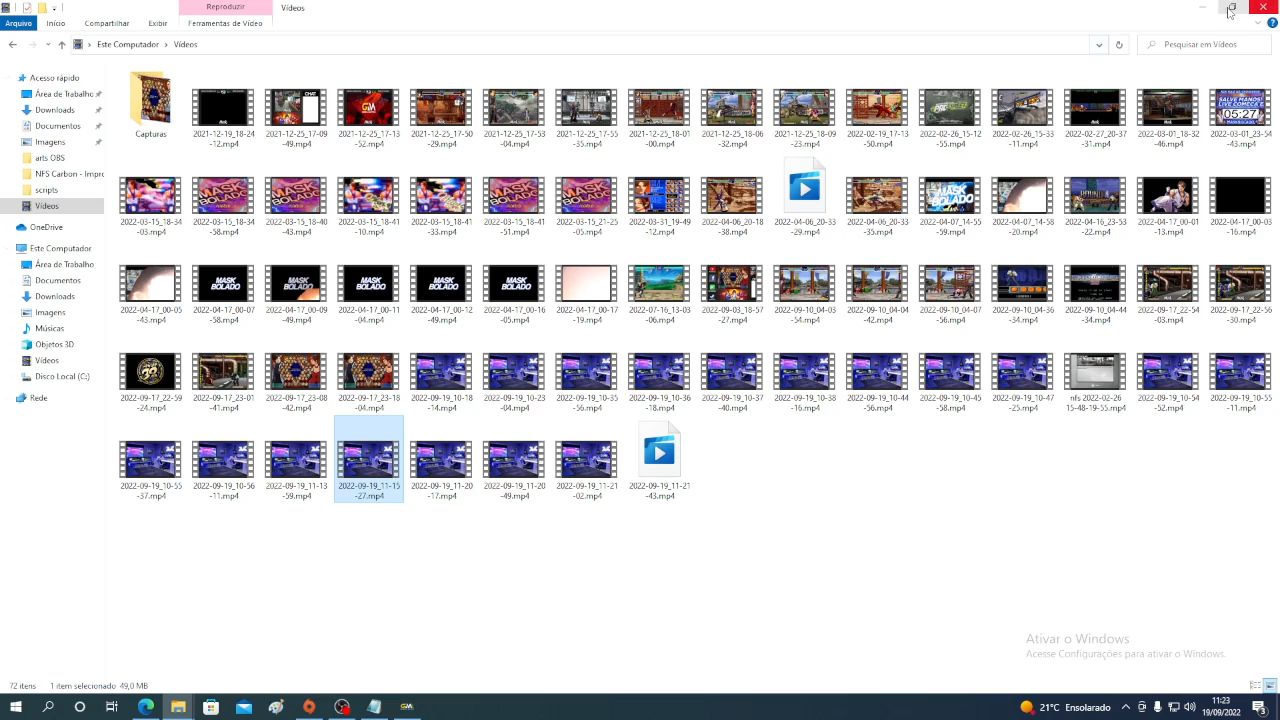 Reproduzir
Vídeos
Arquivo Início Compartilhar Exibir Ferramentas de Vídeo
Este Computador > Vídeos
Pesquisar em Vídeos
Acesso rápido
Área de Trabalho
Downloads
Documentos
Imagens
arts OBS
NFS Carbon - Impro
scripts
Vídeos
OneDrive
Este Computador
Área de Trabalho
Documentos
Downloads
Imagens
Músicas
Objetos 3D
Vídeos
Disco Local (C:)
Rede
Capturas
2021-12-19_18-24-12.mp4
2021-12-25_17-09-49.mp4
2021-12-25_17-13-52.mp4
2021-12-25_17-50-29.mp4
2021-12-25_17-53-04.mp4
2021-12-25_17-55-35.mp4
2021-12-25_18-01-00.mp4
2021-12-25_18-06-32.mp4
2021-12-25_18-09-23.mp4
2022-02-19_17-13-50.mp4
2022-02-26_15-12-55.mp4
2022-02-26_15-33-11.mp4
2022-02-27_20-37-31.mp4
2022-03-01_18-32-46.mp4
CHAT
SALVE MANOS!
LIVE COMEÇA E
05:27
2022-03-15_18-34-03.mp4
2022-03-15_18-34-58.mp4
2022-03-15_18-40-43.mp4
2022-03-15_18-41-10.mp4
2022-03-15_18-41-33.mp4
2022-03-15_18-41-51.mp4
2022-03-15_21-25-05.mp4
2022-03-31_19-49-12.mp4
2022-04-06_20-18-38.mp4
2022-04-06_20-33-29.mp4
2022-04-06_20-33-35.mp4
2022-04-07_14-55-59.mp4
2022-04-07_14-58-20.mp4
2022-04-16_23-53-22.mp4
2022-04-17_00-01-13.mp4
2022-04-17_00-03-16.mp4
MASK BOLADO
2022-04-17_00-05-43.mp4
2022-04-17_00-07-58.mp4
2022-04-17_00-09-49.mp4
2022-04-17_00-11-04.mp4
2022-04-17_00-12-49.mp4
2022-04-17_00-16-05.mp4
2022-04-17_00-17-19.mp4
2022-07-16_13-03-06.mp4
2022-09-03_18-57-27.mp4
2022-09-10_04-03-54.mp4
2022-09-10_04-04-42.mp4
2022-09-10_04-07-56.mp4
2022-09-10_04-36-34.mp4
2022-09-10_04-44-34.mp4
2022-09-17_22-54-03.mp4
2022-09-17_22-56-30.mp4
2022-09-17_22-59-24.mp4
2022-09-17_23-01-41.mp4
2022-09-17_23-08-42.mp4
2022-09-17_23-18-04.mp4
2022-09-19_10-18-14.mp4
2022-09-19_10-23-04.mp4
2022-09-19_10-35-56.mp4
2022-09-19_10-36-18.mp4
2022-09-19_10-37-40.mp4
2022-09-19_10-38-16.mp4
2022-09-19_10-44-56.mp4
2022-09-19_10-45-58.mp4
2022-09-19_10-47-25.mp4
nfs 2022-02-26 15-48-19-55.mp4
2022-09-19_10-54-52.mp4
2022-09-19_10-55-11.mp4
2022-09-19_10-55-37.mp4
2022-09-19_10-56-11.mp4
2022-09-19_11-13-59.mp4
2022-09-19_11-15-27.mp4
2022-09-19_11-20-17.mp4
2022-09-19_11-20-49.mp4
2022-09-19_11-21-02.mp4
2022-09-19_11-21-43.mp4
Ativar o Windows
Acesse Configurações para ativar o Windows.
72 itens 1 item selecionado 49,0 MB
21°C Ensolarado
11:23
19/09/2022
3